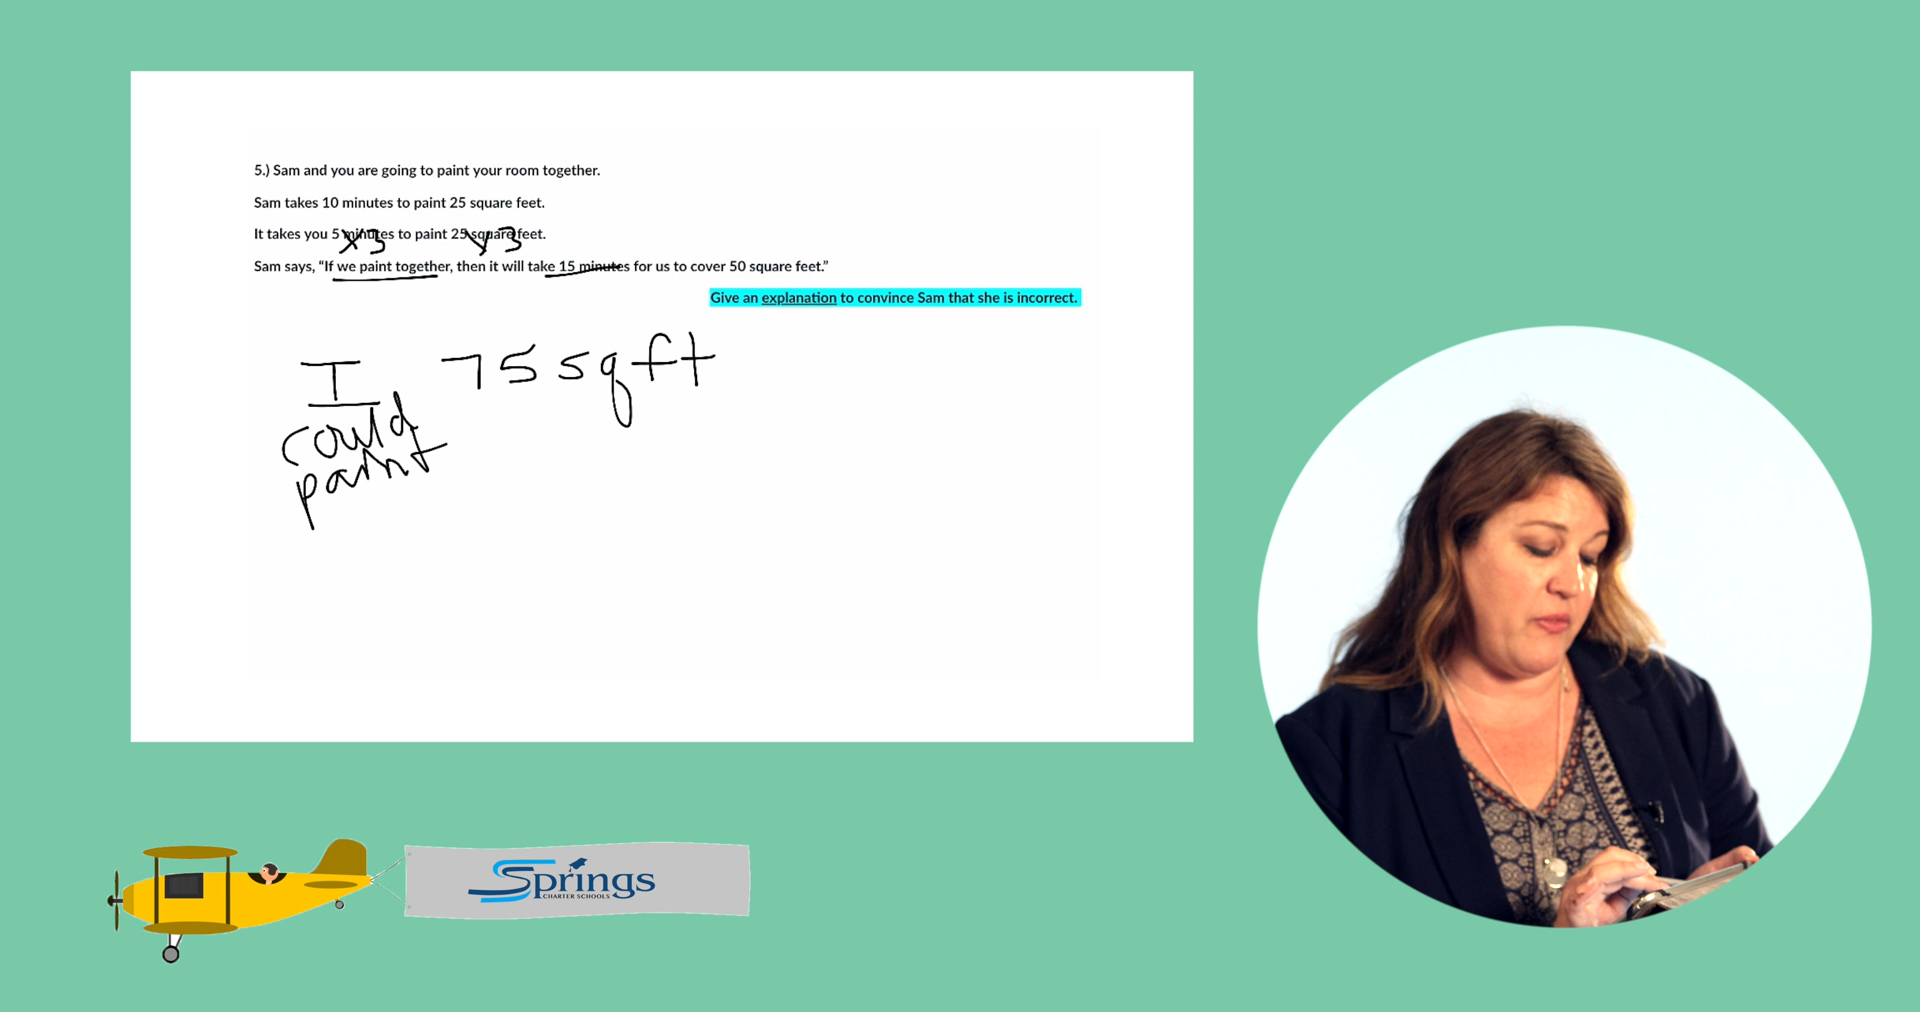 5.) Sam and you are going to paint your room together.
Sam takes 10 minutes to paint 25 square feet.
It takes you 5 minutes to paint 25 square feet.
x3 x3
Sam says, “If we paint together, then it will take 15 minutes for us to cover 50 square feet.”
Give an explanation to convince Sam that she is incorrect.
I 75 sq ft
could
paint
Springs
CHARTER SCHOOLS